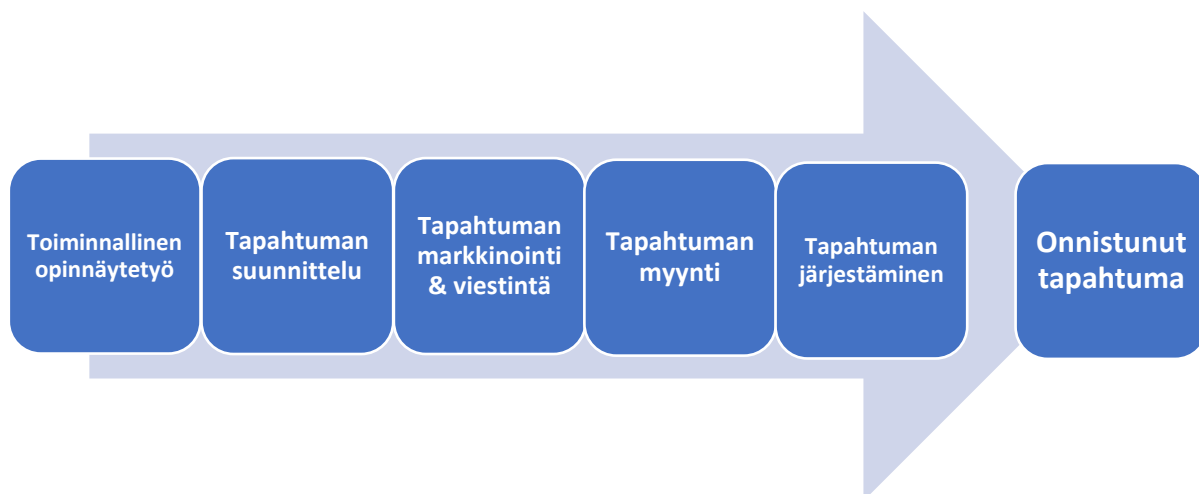 Toiminnallinen
opinnäytetyö
Tapahtuman
suunnittelu
Tapahtuman
markkinointi
& viestintä
Tapahtuman
myynti
Tapahtuman
järjestäminen
Onnistunut
tapahtuma